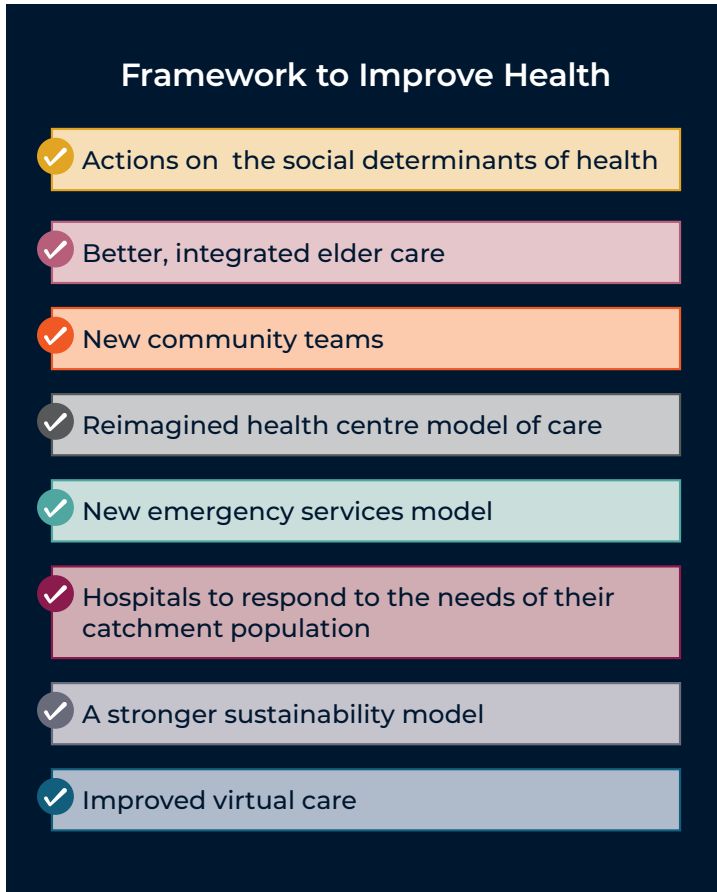 Framework to Improve Health
Actions on  the social determinants of health
Better, integrated elder care
New community teams
Reimagined health centre model of care
New emergency services model
Hospitals to respond to the needs of their
catchment population
A stronger sustainability model
Improved virtual care